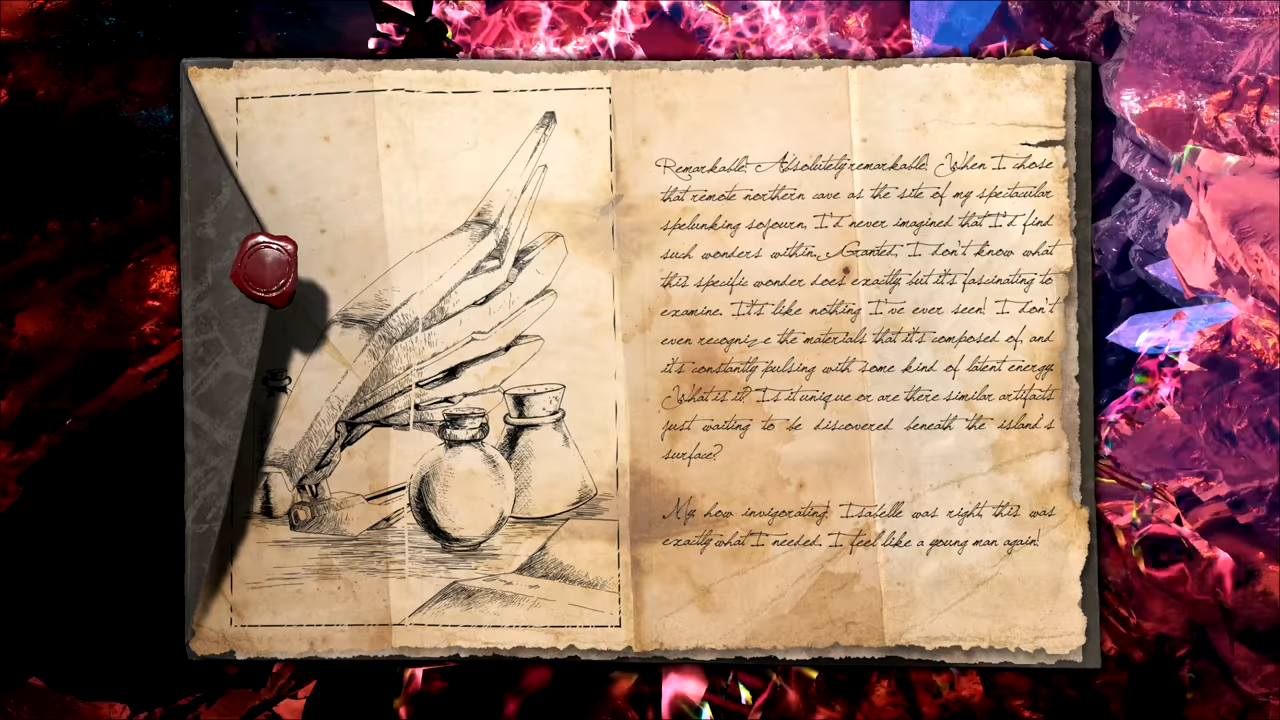 Remarkable! Absolutely remarkable! When I chose
that remote northern cave as the site of my spectacular
spelunking sojourn, I'd never imagined that I'd find
such wonders within. Granted, I don't know what
this specific wonder does exactly but it's fascinating to
examine. It's like nothing I've ever seen! I don't
even recognize the materials that it's composed of, and
it's constantly pulsing with some kind of latent energy.
What is it? Is it unique or are there similar artifacts
just waiting to be discovered beneath the island's
surface?
My how invigorating! Isabelle was right, this was
exactly what I needed. I feel like a young man again!